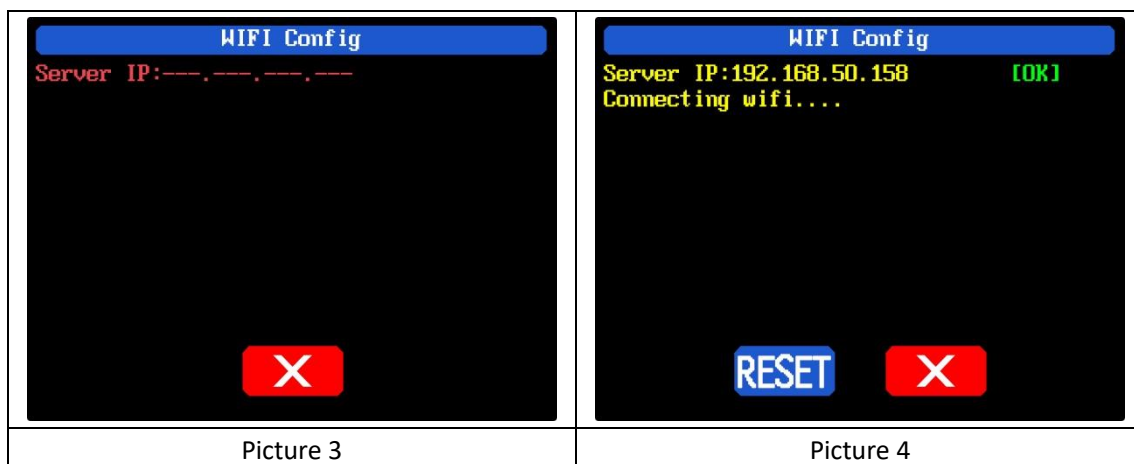 WIFI Config
Server IP:---.---.---.---
X
Picture 3
WIFI Config
Server IP:192.168.50.158 [OK]
Connecting wifi....
RESET X
Picture 4